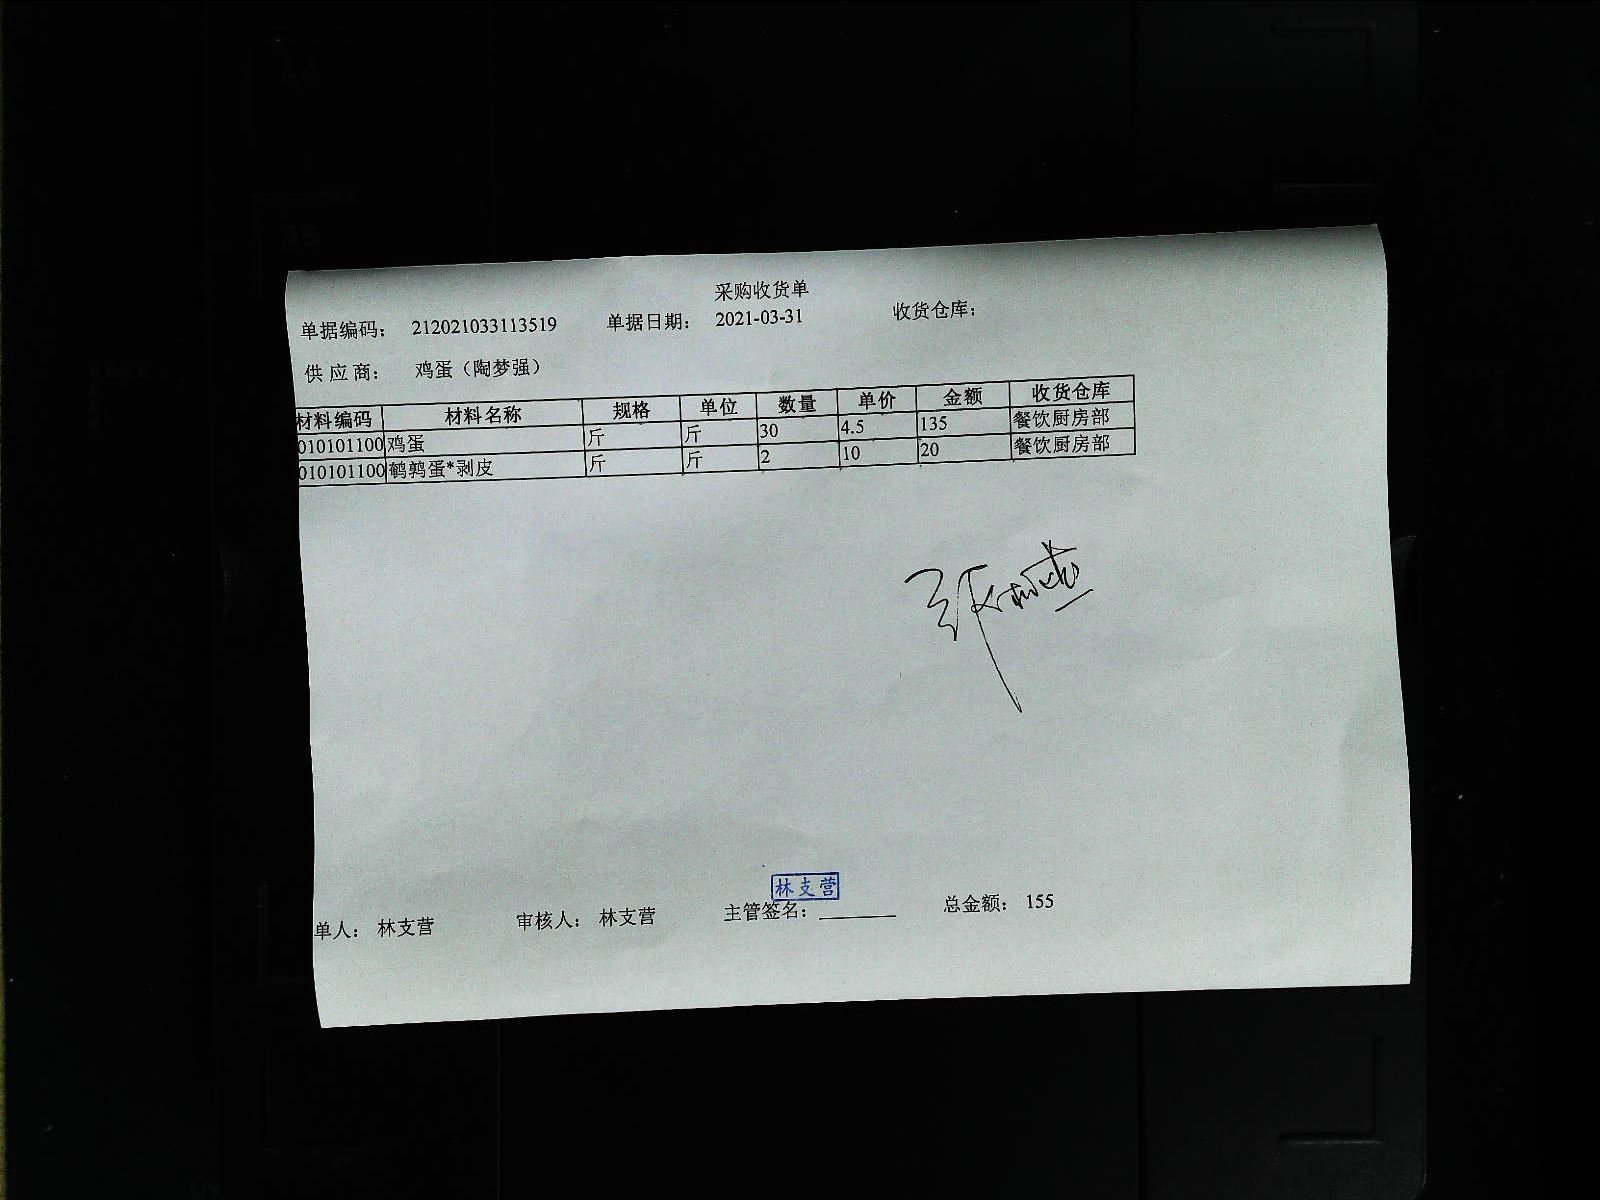 采购收货单
单据编码： 212021033113519 单据日期： 2021-03-31 收货仓库：
供应商： 鸡蛋（陶梦强）
材料编码 材料名称 规格 单位 数量 单价 金额 收货仓库
010101100 鸡蛋 斤 斤 30 4.5 135 餐饮厨房部
010101100 鹌鹑蛋*剥皮 斤 斤 2 10 20 餐饮厨房部
林支营
单人： 林支营 审核人： 林支营 主管签名： 总金额： 155